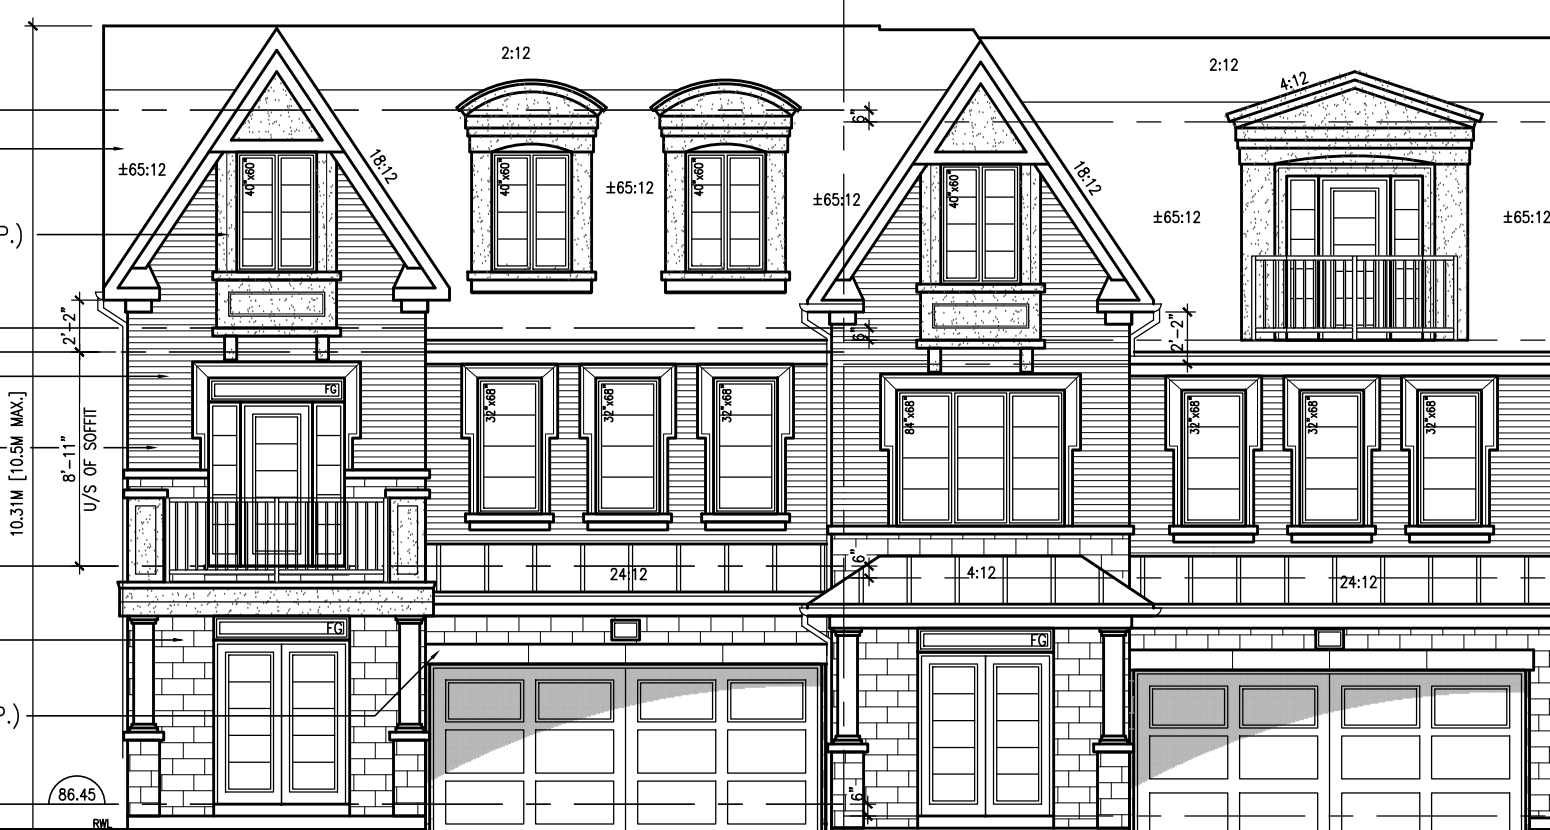 2:12
2:12
4:12
6"
18:12
18:12
±65:12
±65:12
±65:12
±65:12
±65:12
40"x60"
40"x60"
40"x60"
40"x60"
P.)
2'-2"
6"
2'-2"
FG
32"x68"
32"x68"
32"x68"
84"x68"
32"x68"
32"x68"
32"x68"
10.31M [10.5M MAX.]
8'-11"
U/S OF SOFFIT
6"
24:12
4:12
24:12
FG
FG
P.)
86.45
6"
RWL